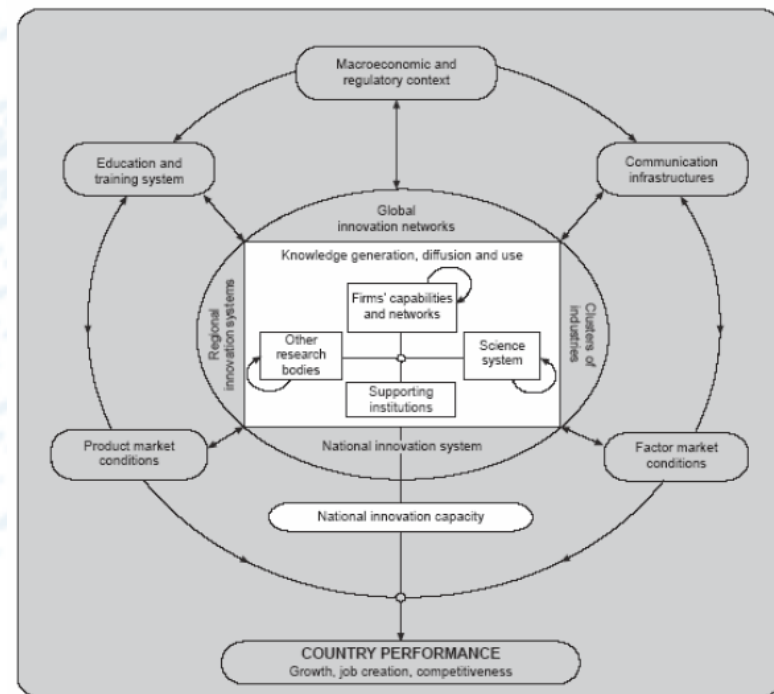 Macroeconomic and
regulatory context
Education and
training system
Communication
infrastructures
Global
innovation networks
Knowledge generation, diffusion and use
Firms' capabilities
and networks
Regional
innovation systems
Clusters of
industries
Other
research
bodies
Science
system
Supporting
institutions
National innovation system
Product market
conditions
Factor market
conditions
National innovation capacity
COUNTRY PERFORMANCE
Growth, job creation, competitiveness